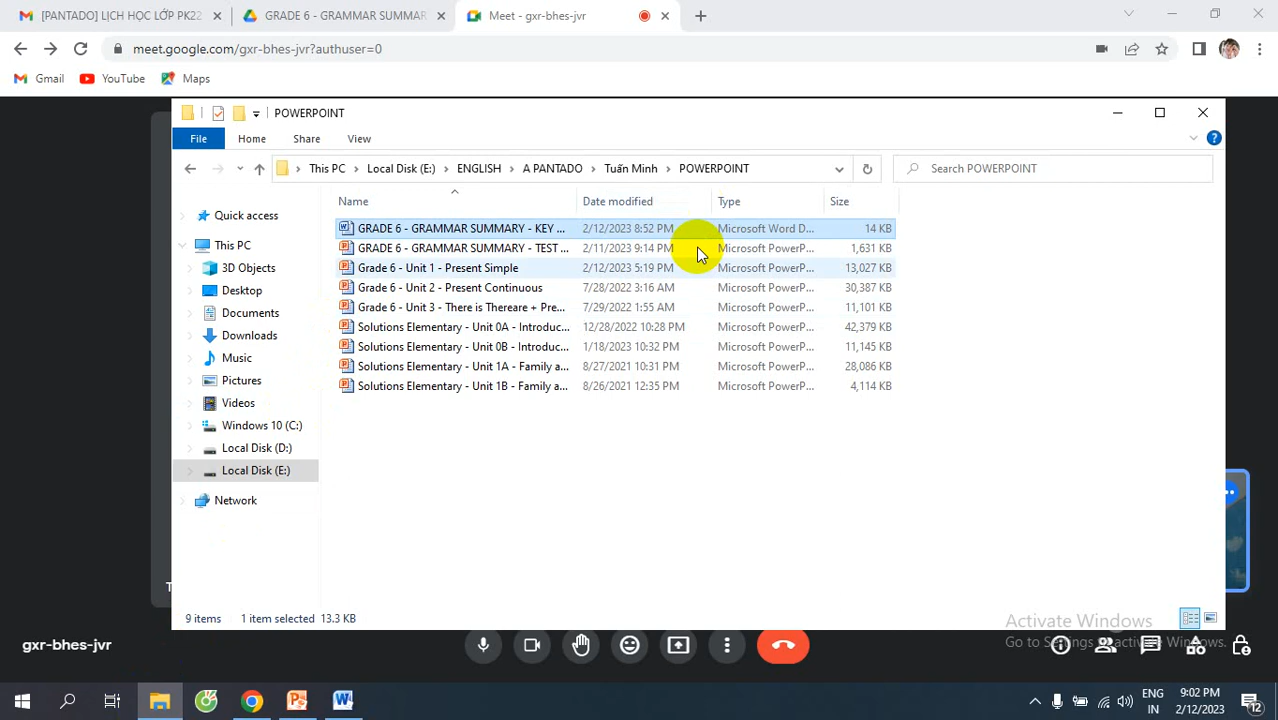 [PANTADO] LỊCH HỌC LỚP PK22
GRADE 6 - GRAMMAR SUMMAR
Meet - gxr-bhes-jvr
meet.google.com/gxr-bhes-jvr?authuser=0
Gmail
YouTube
Maps
POWERPOINT
File
Home
Share
View
This PC
Local Disk (E:)
ENGLISH
A PANTADO
Tuấn Minh
POWERPOINT
Search POWERPOINT
Name
Date modified
Type
Size
Quick access
This PC
3D Objects
Desktop
Documents
Downloads
Music
Pictures
Videos
Windows 10 (C:)
Local Disk (D:)
Local Disk (E:)
Network
GRADE 6 - GRAMMAR SUMMARY - KEY ... 2/12/2023 8:52 PM Microsoft Word D... 14 KB
GRADE 6 - GRAMMAR SUMMARY - TEST ... 2/11/2023 9:14 PM Microsoft PowerP... 1,631 KB
Grade 6 - Unit 1 - Present Simple 2/12/2023 5:19 PM Microsoft PowerP... 13,027 KB
Grade 6 - Unit 2 - Present Continuous 7/28/2022 3:16 AM Microsoft PowerP... 30,387 KB
Grade 6 - Unit 3 - There is Thereare + Pre... 7/29/2022 1:55 AM Microsoft PowerP... 11,101 KB
Solutions Elementary - Unit 0A - Introduc... 12/28/2022 10:28 PM Microsoft PowerP... 42,379 KB
Solutions Elementary - Unit 0B - Introduc... 1/18/2023 10:32 PM Microsoft PowerP... 11,145 KB
Solutions Elementary - Unit 1A - Family a... 8/27/2021 10:31 PM Microsoft PowerP... 28,086 KB
Solutions Elementary - Unit 1B - Family a... 8/26/2021 12:35 PM Microsoft PowerP... 4,114 KB
9 items
1 item selected 13.3 KB
Activate Windows
Go to Settings to activate Windows.
gxr-bhes-jvr
ENG
IN
9:02 PM
2/12/2023
12